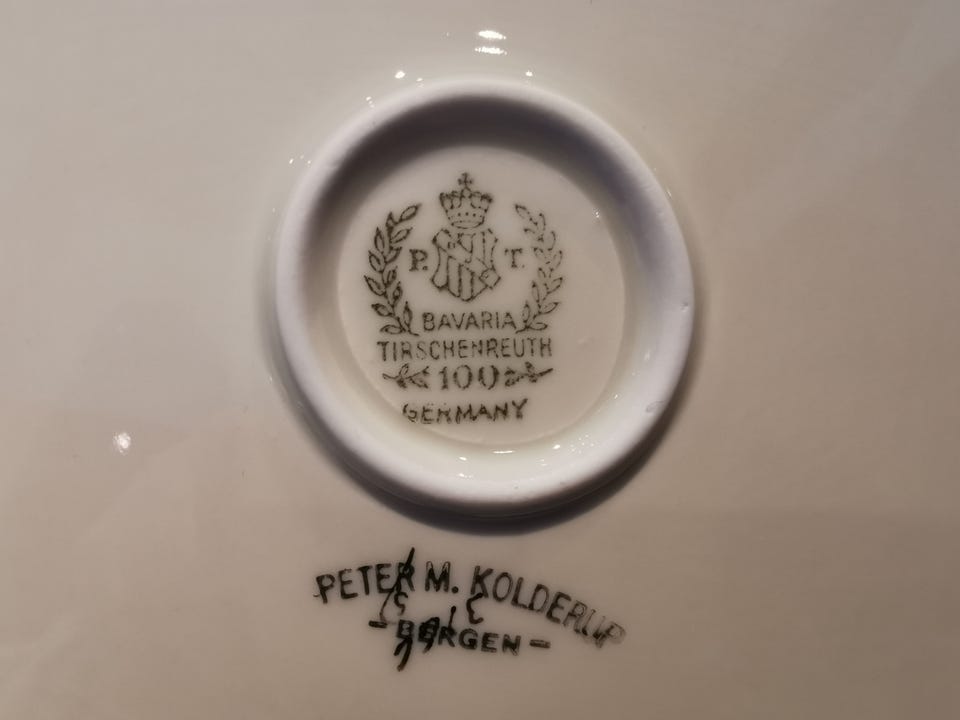 P. T.
BAVARIA
TIRSCHENREUTH
100
GERMANY
PETER M. KOLDERUP
- BERGEN -